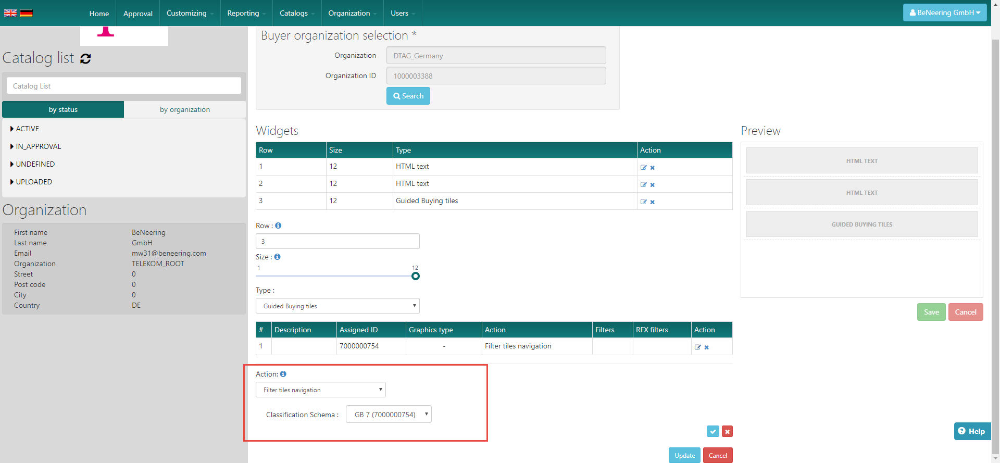 Home
Approval
Customizing
Reporting
Catalogs
Organization
Users
BeNeering GmbH
Catalog list
Catalog List
by status
by organization
ACTIVE
IN_APPROVAL
UNDEFINED
UPLOADED
Organization
First name BeNeering
Last name GmbH
Email mw31@beneering.com
Organization TELEKOM_ROOT
Street 0
Post code 0
City 0
Country DE
Buyer organization selection *
Organization DTAG_Germany
Organization ID 1000003388
Search
Widgets
Row Size Type Action
1 12 HTML text
2 12 HTML text
3 12 Guided Buying tiles
Row :
3
Size :
1 12
Type :
Guided Buying tiles
# Description Assigned ID Graphics type Action Filters RFX filters Action
1 7000000754 - Filter tiles navigation
Action:
Filter tiles navigation
Classification Schema : GB 7 (7000000754)
Update Cancel
Preview
HTML TEXT
HTML TEXT
GUIDED BUYING TILES
Save Cancel
Help